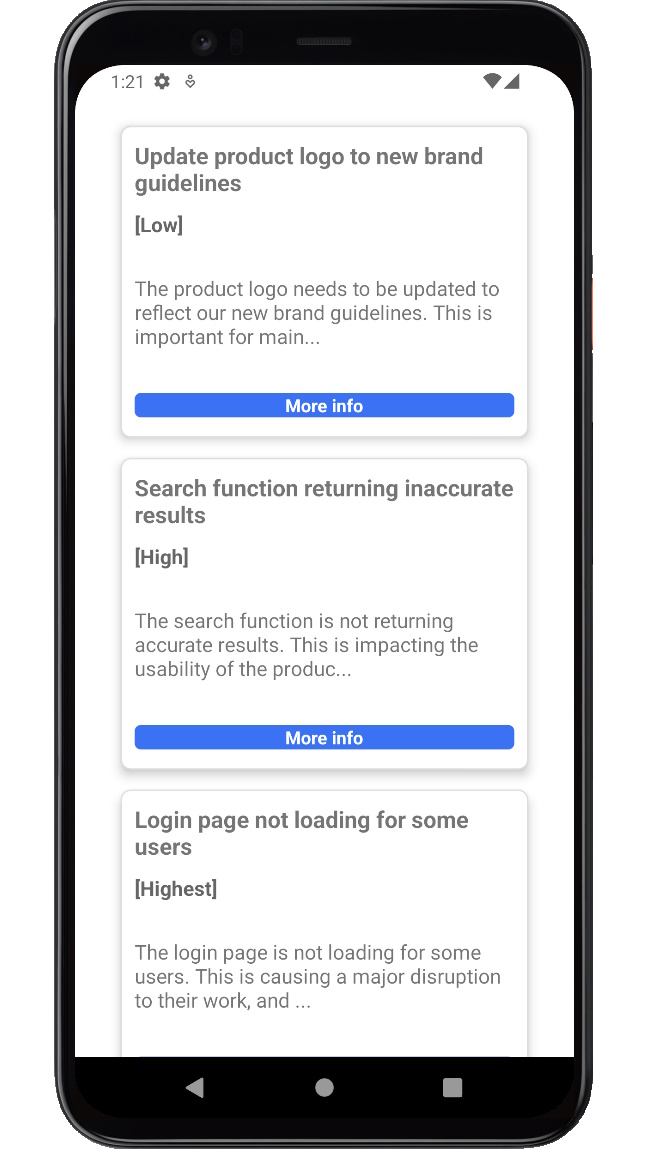 1:21
Update product logo to new brand
guidelines
[Low]
The product logo needs to be updated to
reflect our new brand guidelines. This is
important for main...
More info
Search function returning inaccurate
results
[High]
The search function is not returning
accurate results. This is impacting the
usability of the produc...
More info
Login page not loading for some
users
[Highest]
The login page is not loading for some
users. This is causing a major disruption
to their work, and ...